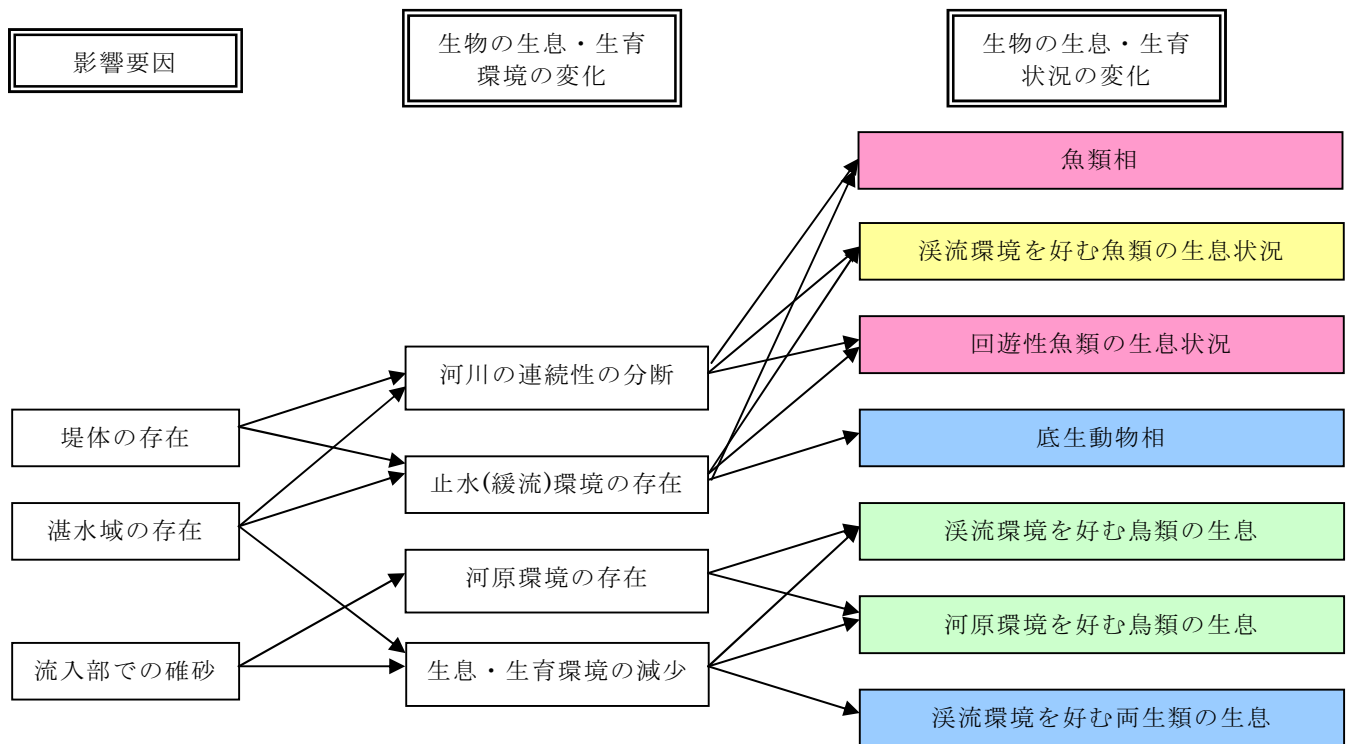 影響要因
生物の生息・生育
環境の変化
生物の生息・生育
状況の変化
魚類相
渓流環境を好む魚類の生息状況
回遊性魚類の生息状況
河川の連続性の分断
堤体の存在
底生動物相
止水(緩流)環境の存在
湛水域の存在
渓流環境を好む鳥類の生息
河原環境の存在
河原環境を好む鳥類の生息
流入部での碓砂
生息・生育環境の減少
渓流環境を好む両生類の生息